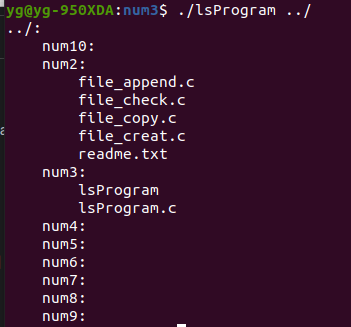 yg@yg-950XDA:num3$ ./lsProgram ../
../:
    num10:
    num2:
        file_append.c
        file_check.c
        file_copy.c
        file_creat.c
        readme.txt
    num3:
        lsProgram
        lsProgram.c
    num4:
    num5:
    num6:
    num7:
    num8:
    num9: